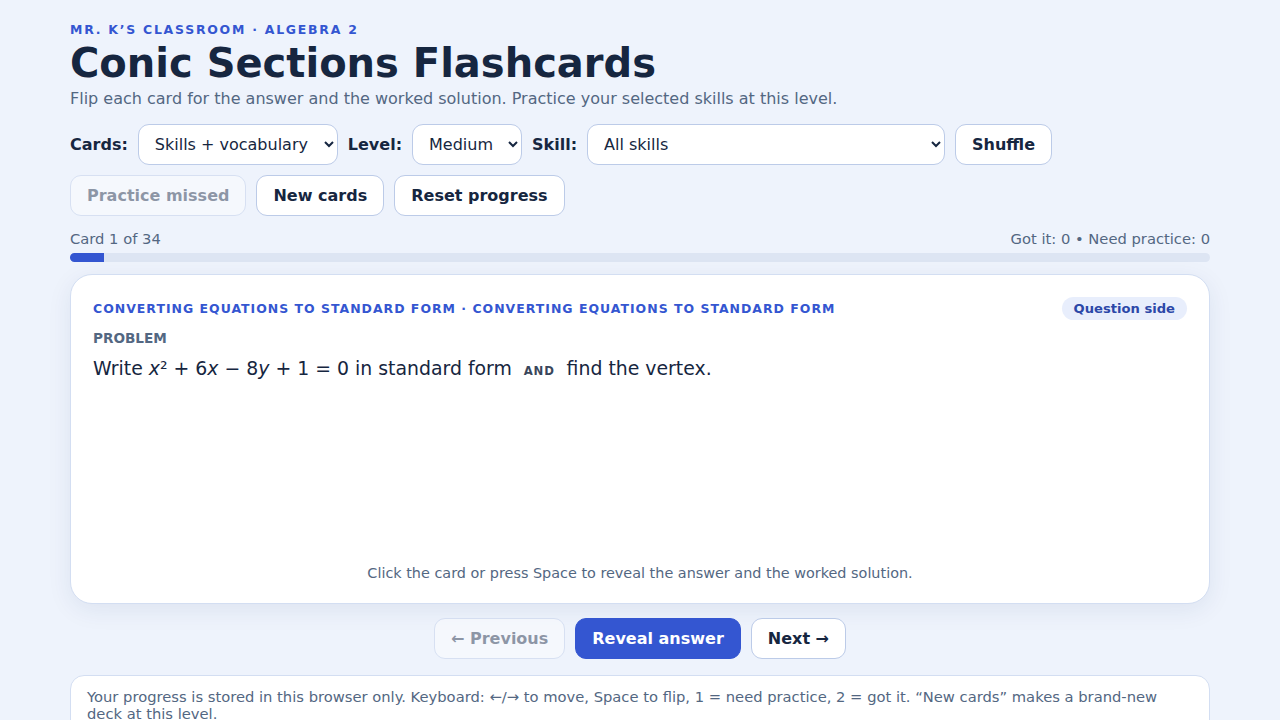 MR. K’S CLASSROOM · ALGEBRA 2
Conic Sections Flashcards
Flip each card for the answer and the worked solution. Practice your selected skills at this level.
Cards: Skills + vocabulary Level: Medium Skill: All skills Shuffle
Practice missed New cards Reset progress
Card 1 of 34 Got it: 0 • Need practice: 0
CONVERTING EQUATIONS TO STANDARD FORM · CONVERTING EQUATIONS TO STANDARD FORM Question side
PROBLEM
Write x² + 6x − 8y + 1 = 0 in standard form AND find the vertex.
Click the card or press Space to reveal the answer and the worked solution.
← Previous Reveal answer Next →
Your progress is stored in this browser only. Keyboard: ←/→ to move, Space to flip, 1 = need practice, 2 = got it. “New cards” makes a brand-new
deck at this level.